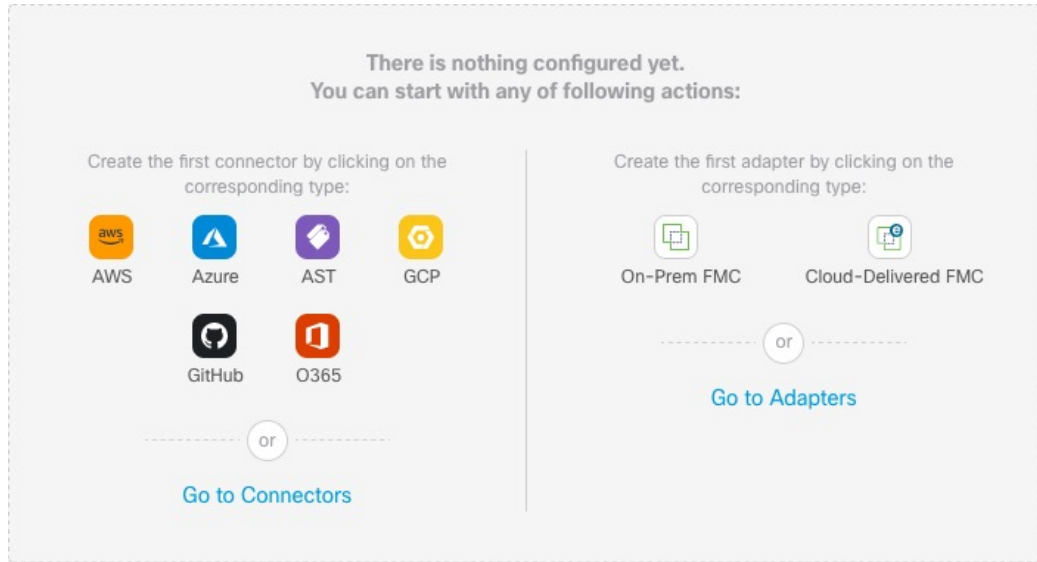 There is nothing configured yet.
You can start with any of following actions:
Create the first connector by clicking on the
corresponding type:
aws
AWS
Azure
AST
GCP
GitHub
O365
or
Go to Connectors
Create the first adapter by clicking on the
corresponding type:
e
On-Prem FMC
Cloud-Delivered FMC
or
Go to Adapters